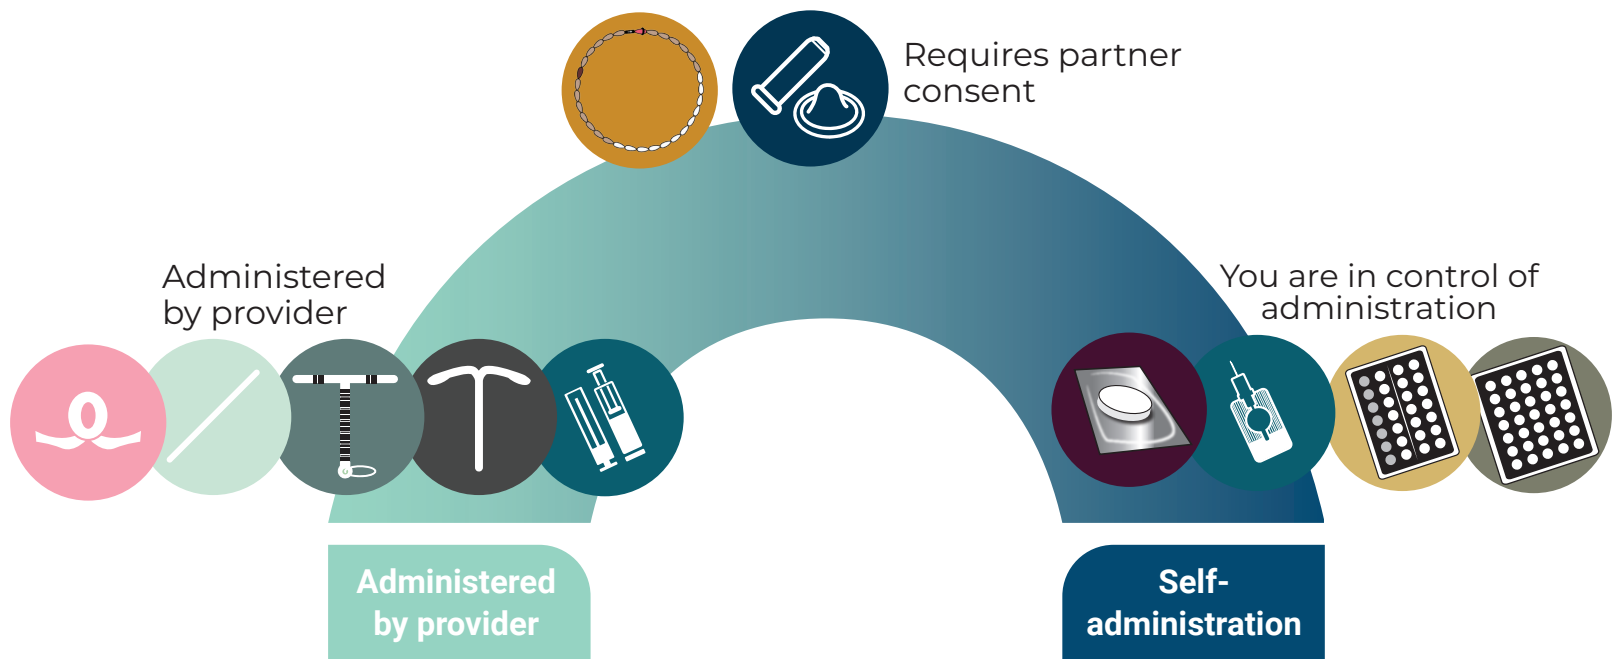 Requires partner
consent
Administered
by provider
You are in control of
administration
Administered
by provider
Self-
administration